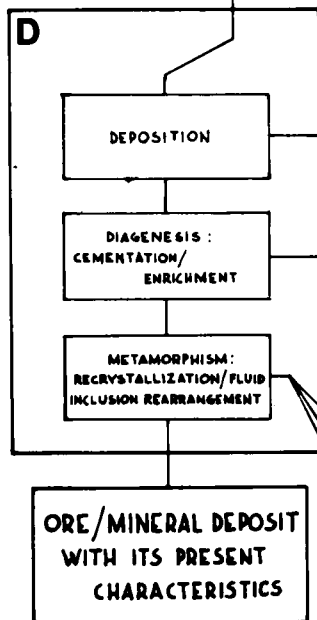 D
DEPOSITION
DIAGENESIS:
CEMENTATION/
ENRICHMENT
METAMORPHISM:
RECRYSTALLIZATION/FLUID
INCLUSION REARRANGEMENT
ORE/MINERAL DEPOSIT
WITH ITS PRESENT
CHARACTERISTICS